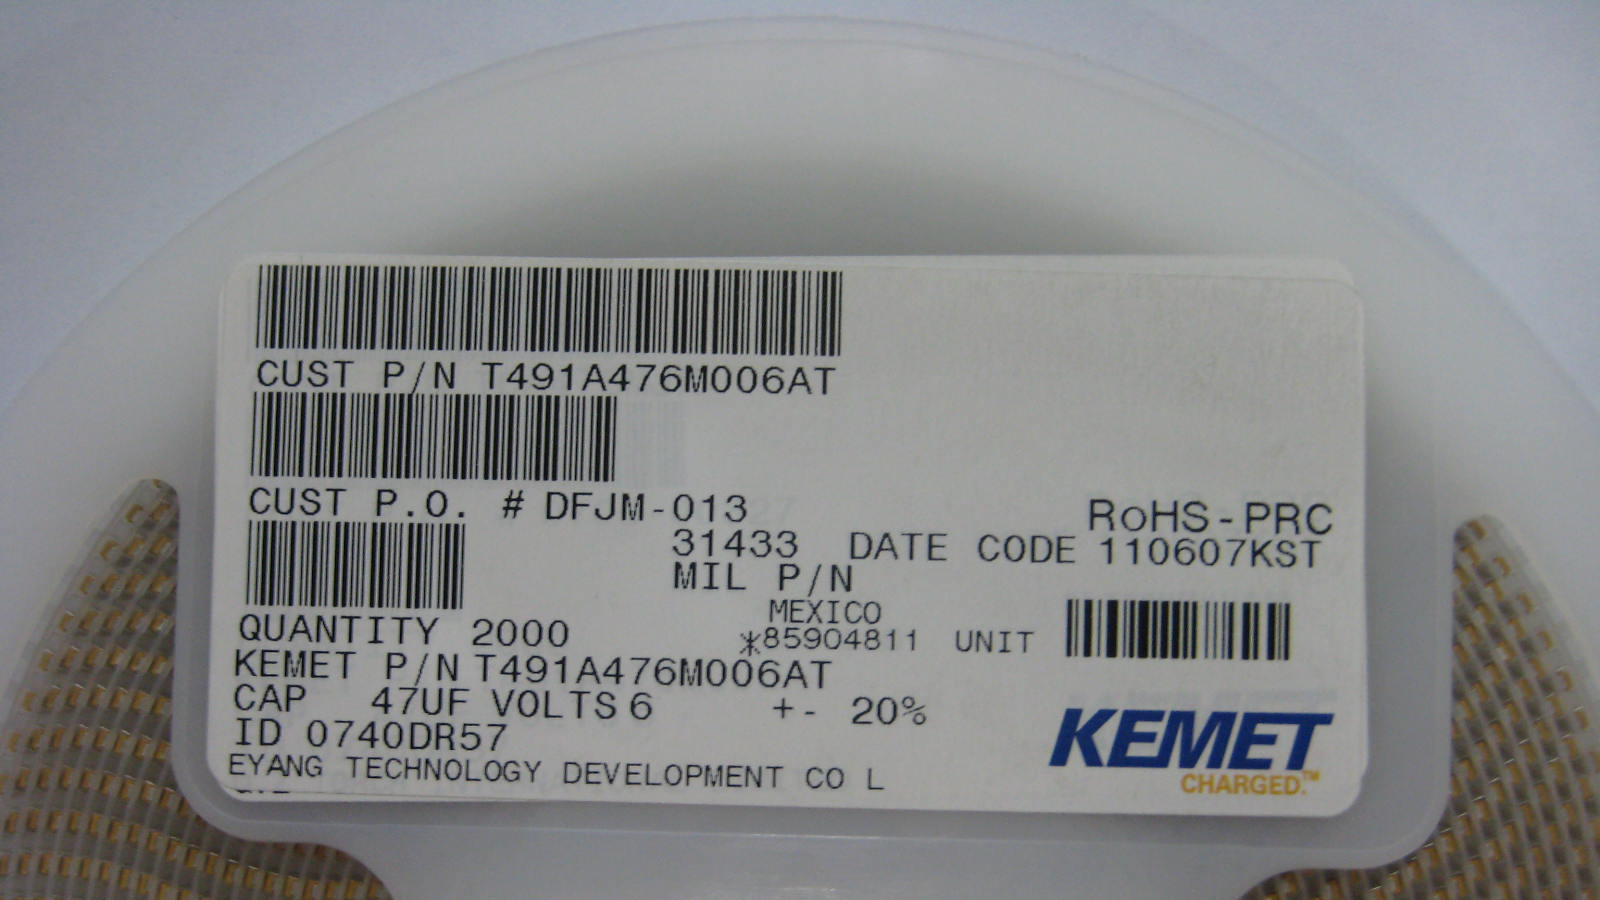 CUST P/N T491A476M006AT
CUST P.O. # DFJM-013
RoHS-PRC
31433 DATE CODE 110607KST
MIL P/N
MEXICO
QUANTITY 2000
*85904811 UNIT
KEMET P/N T491A476M006AT
CAP 47UF VOLTS 6 +- 20%
ID 0740DR57
EYANG TECHNOLOGY DEVELOPMENT CO L
KEMET
CHARGED.™